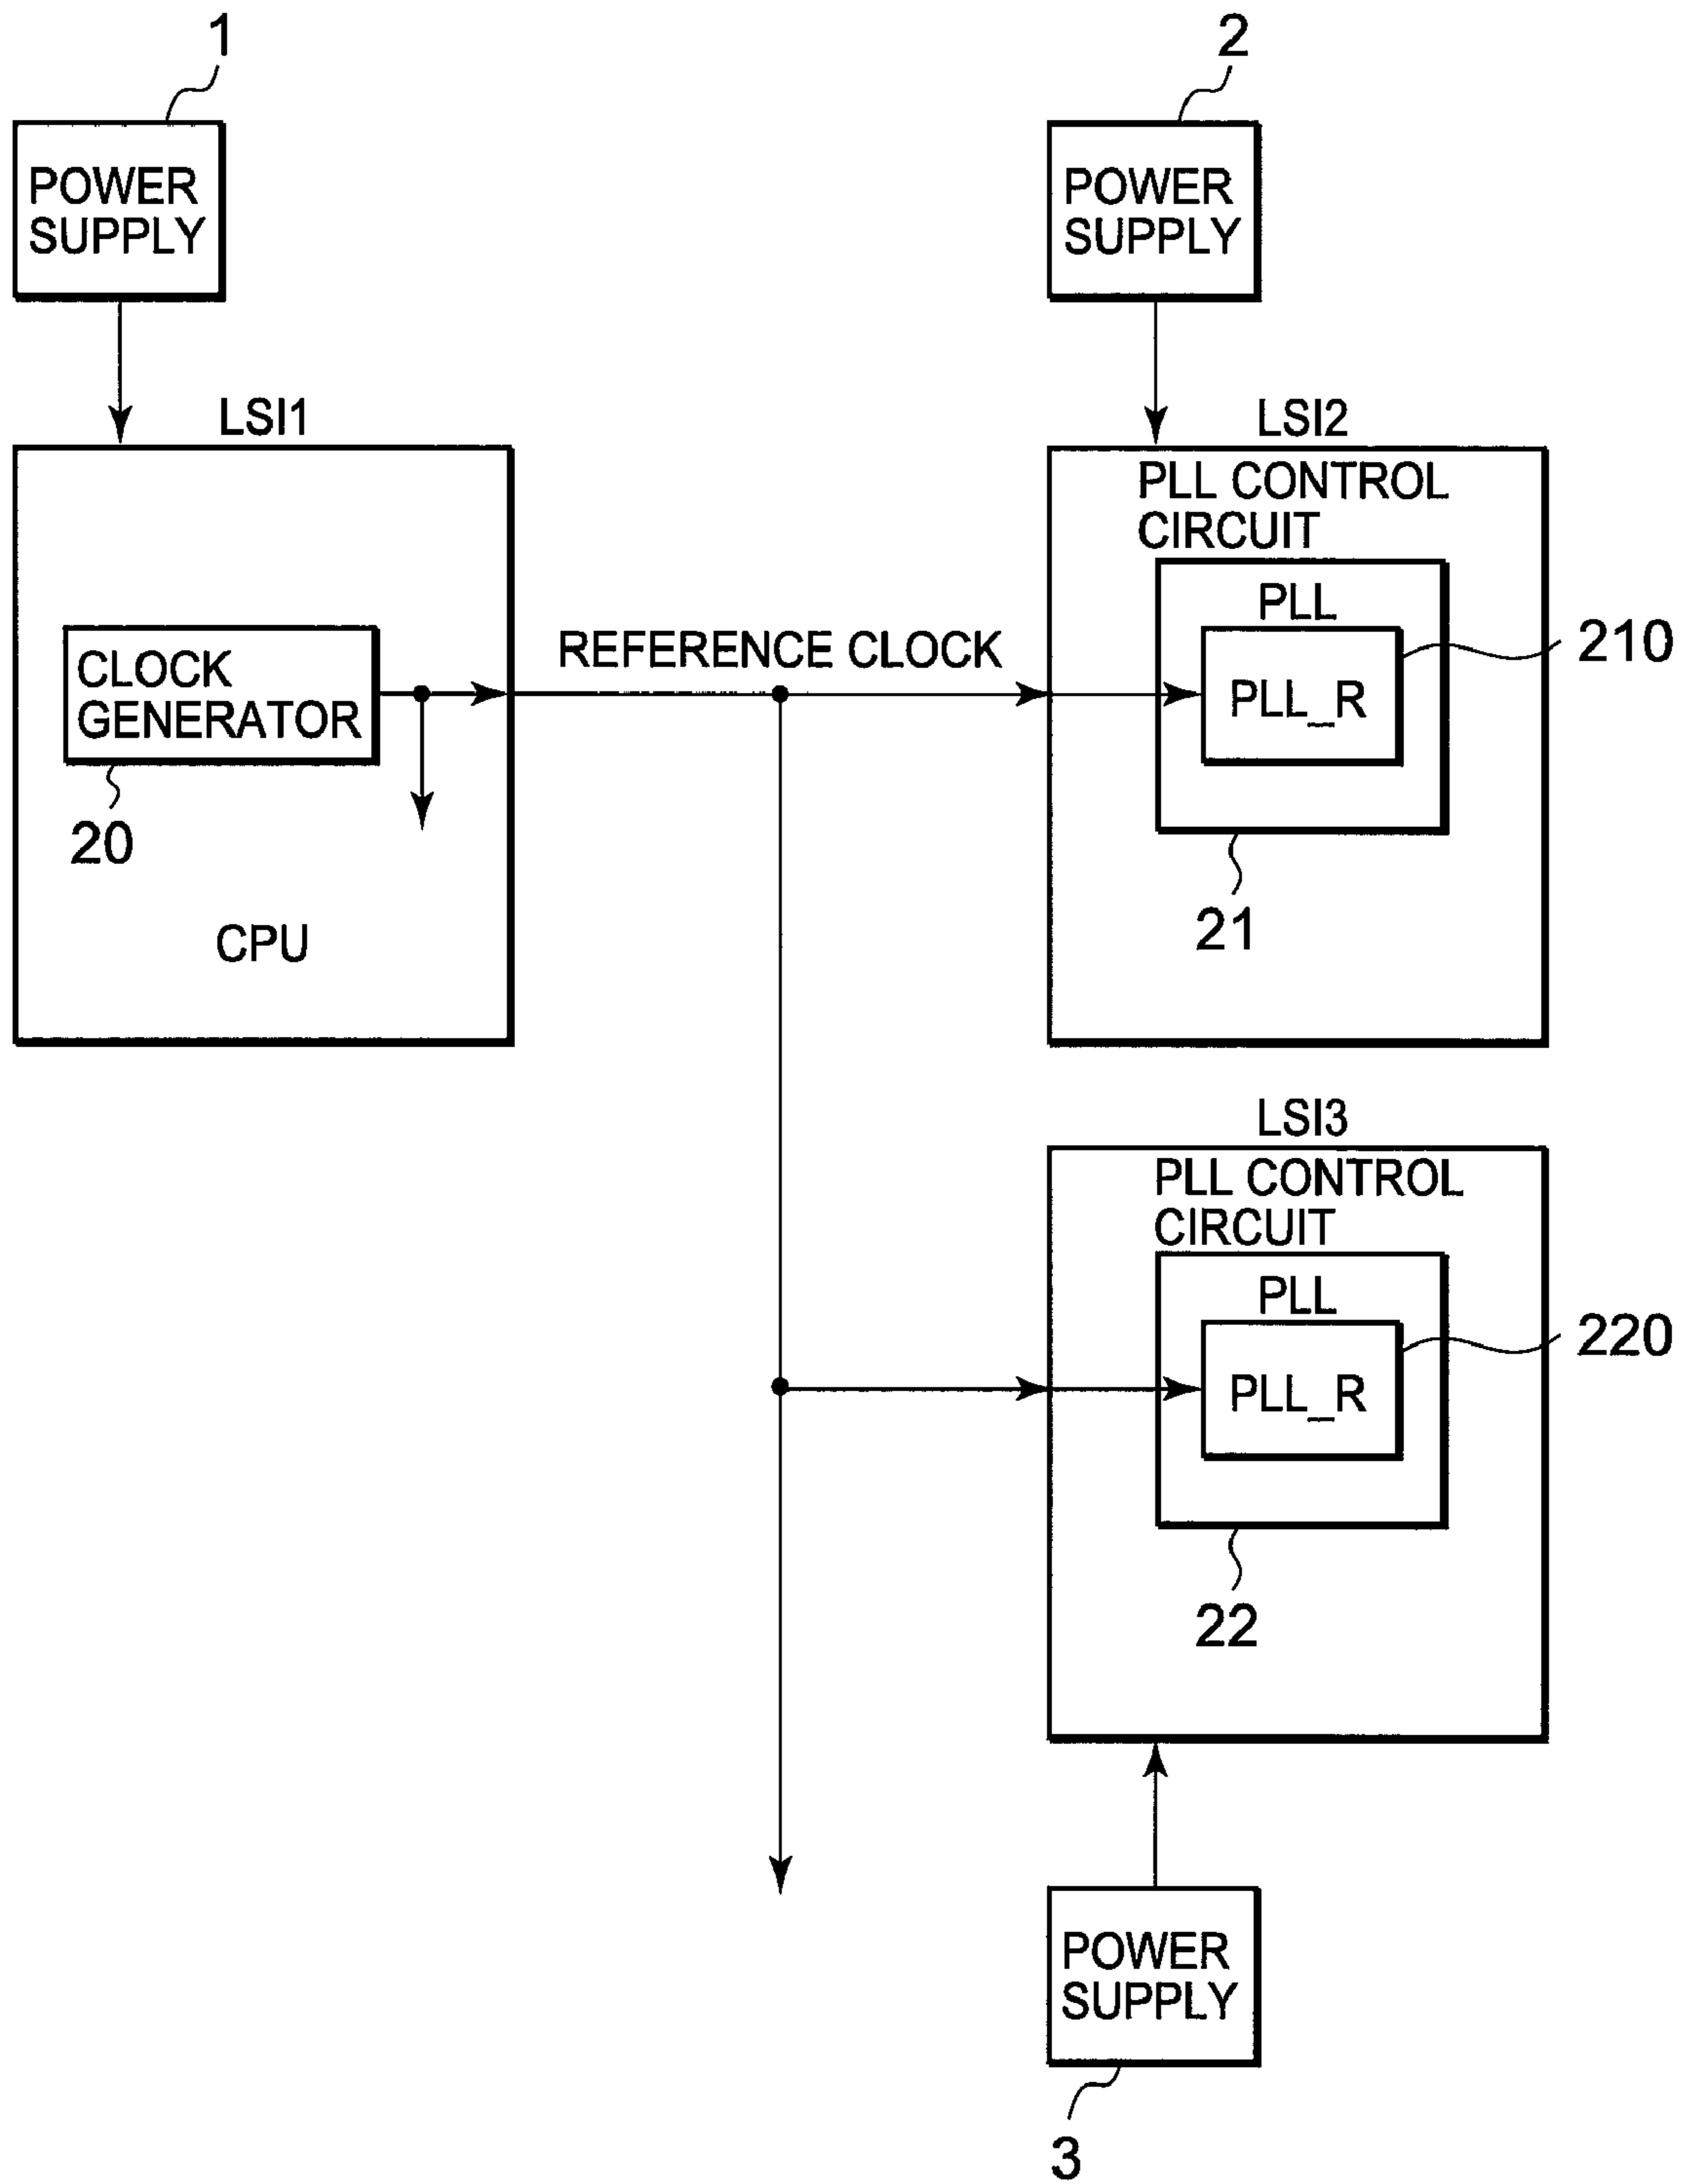 1
2
POWER
SUPPLY
POWER
SUPPLY
LSI1
LSI2
PLL CONTROL
CIRCUIT
PLL
210
CLOCK
GENERATOR
REFERENCE CLOCK
PLL_R
20
21
CPU
LSI3
PLL CONTROL
CIRCUIT
PLL
220
PLL_R
22
POWER
SUPPLY
3